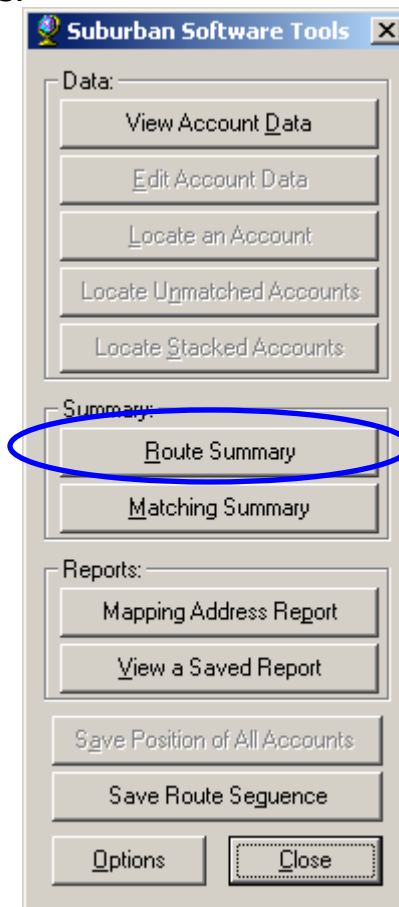 Suburban Software Tools
Data:
View Account Data
Edit Account Data
Locate an Account
Locate Unmatched Accounts
Locate Stacked Accounts
Summary:
Route Summary
Matching Summary
Reports:
Mapping Address Report
View a Saved Report
Save Position of All Accounts
Save Route Sequence
Options Close